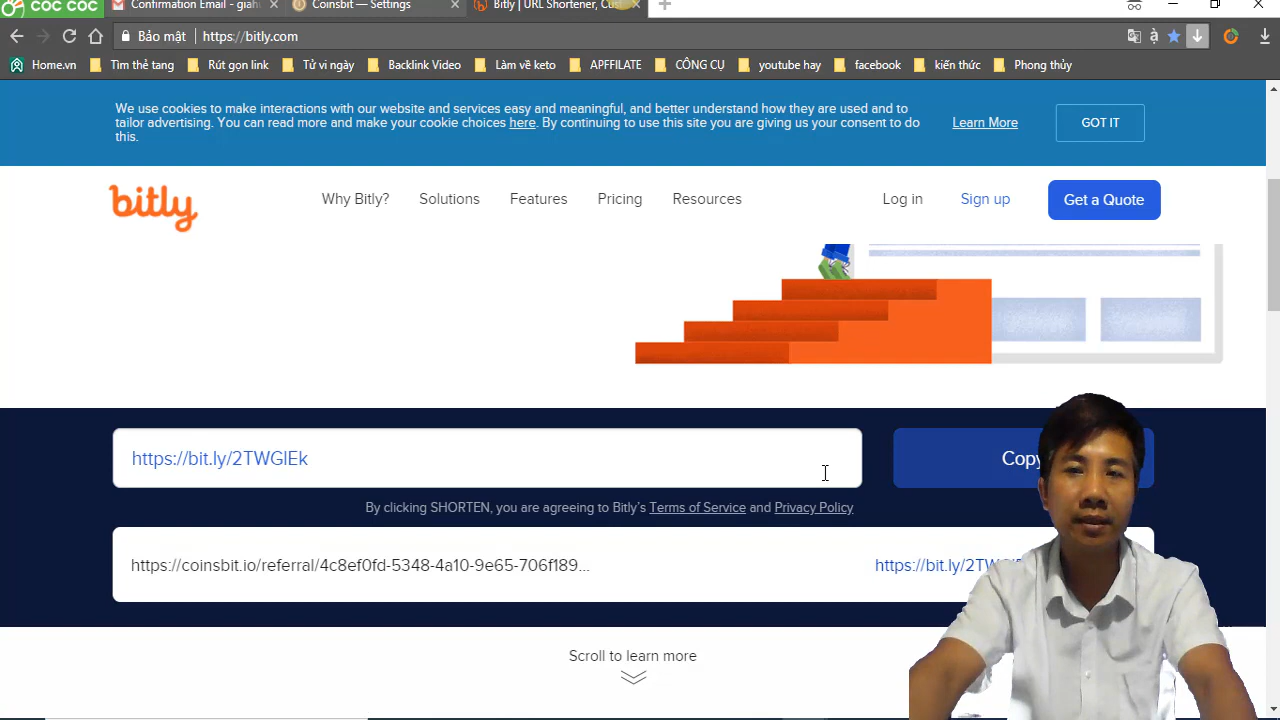 CỐC CỐC
Confirmation Email - giah
Coinsbit — Settings
Bitly | URL Shortener, Cus
Bảo mật
https://bitly.com
Home.vn
Tìm thẻ tang
Rút gọn link
Tử vi ngày
Backlink Video
Làm về keto
APFFILATE
CÔNG CỤ
youtube hay
facebook
kiến thức
Phong thủy
We use cookies to make interactions with our website and services easy and meaningful, and better understand how they are used and to
tailor advertising. You can read more and make your cookie choices here. By continuing to use this site you are giving us your consent to do
this.
Learn More
GOT IT
bitly
Why Bitly?
Solutions
Features
Pricing
Resources
Log in
Sign up
Get a Quote
https://bit.ly/2TWGlEk
Copy
By clicking SHORTEN, you are agreeing to Bitly’s Terms of Service and Privacy Policy
https://coinsbit.io/referral/4c8ef0fd-5348-4a10-9e65-706f189...
https://bit.ly/2TWGl
Scroll to learn more